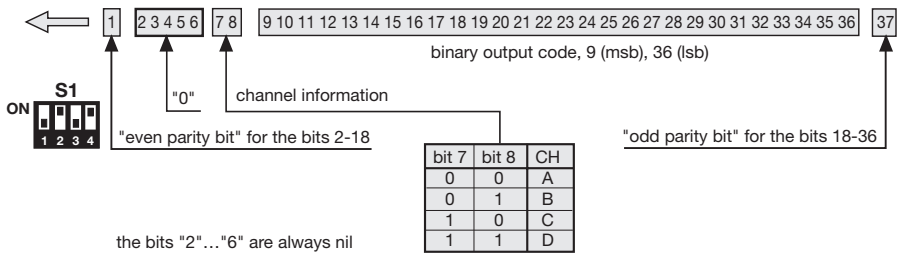 1 2 3 4 5 6 7 8 9 10 11 12 13 14 15 16 17 18 19 20 21 22 23 24 25 26 27 28 29 30 31 32 33 34 35 36 37
binary output code, 9 (msb), 36 (lsb)
S1
ON
1 2 3 4
"0"
channel information
"even parity bit" for the bits 2-18
"odd parity bit" for the bits 18-36
bit 7 bit 8 CH
0 0 A
0 1 B
1 0 C
1 1 D
the bits "2"..."6" are always nil